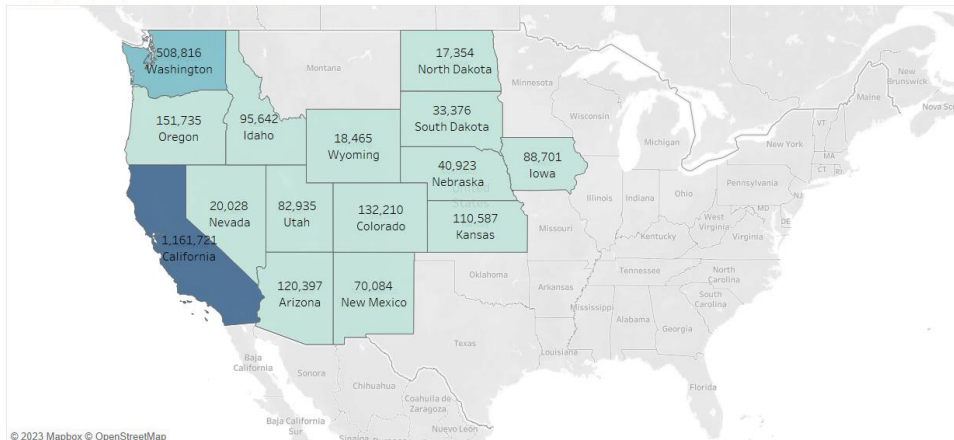 508,816
Washington
Montana
17,354
North Dakota
Minnesota
New
Brunswick
Maine
Nova Sco
151,735
Oregon
95,642
Idaho
18,465
Wyoming
33,376
South Dakota
Wisconsin
Michigan
VT
New York
MA
CT
RI
40,923
Nebraska
United
States
88,701
Iowa
Illinois
Indiana
Ohio
Pennsylvania
NJ
MD
DE
20,028
Nevada
82,935
Utah
132,210
Colorado
110,587
Kansas
Missouri
West
Virginia
Virginia
Kentucky
1,161,721
California
120,397
Arizona
70,084
New Mexico
Oklahoma
Arkansas
Tennessee
North
Carolina
South
Carolina
Mississippi
Alabama
Georgia
Texas
Louisiana
Florida
Baja
California
Sonora
Chihuahua
Coahuila de
Zaragoza
Baja California
Sur
Sinaloa
Nuevo León
© 2023 Mapbox © OpenStreetMap